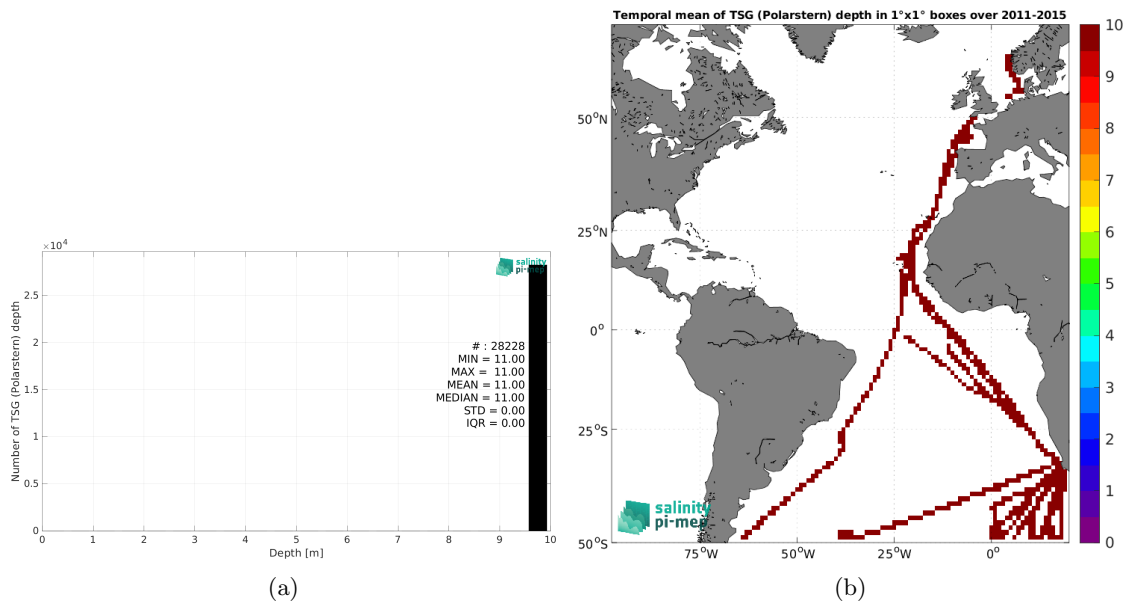 ×10⁴
2.5
2
1.5
1
0.5
0
Number of TSG (Polarstern) depth
salinity
pi-mep
# : 28228
MIN = 11.00
MAX = 11.00
MEAN = 11.00
MEDIAN = 11.00
STD = 0.00
IQR = 0.00
0 1 2 3 4 5 6 7 8 9 10
Depth [m]
(a)
Temporal mean of TSG (Polarstern) depth in 1°x1° boxes over 2011-2015
50°N
25°N
0°
25°S
50°S
75°W 50°W 25°W 0°
salinity
pi-mep
10
9
8
7
6
5
4
3
2
1
0
(b)